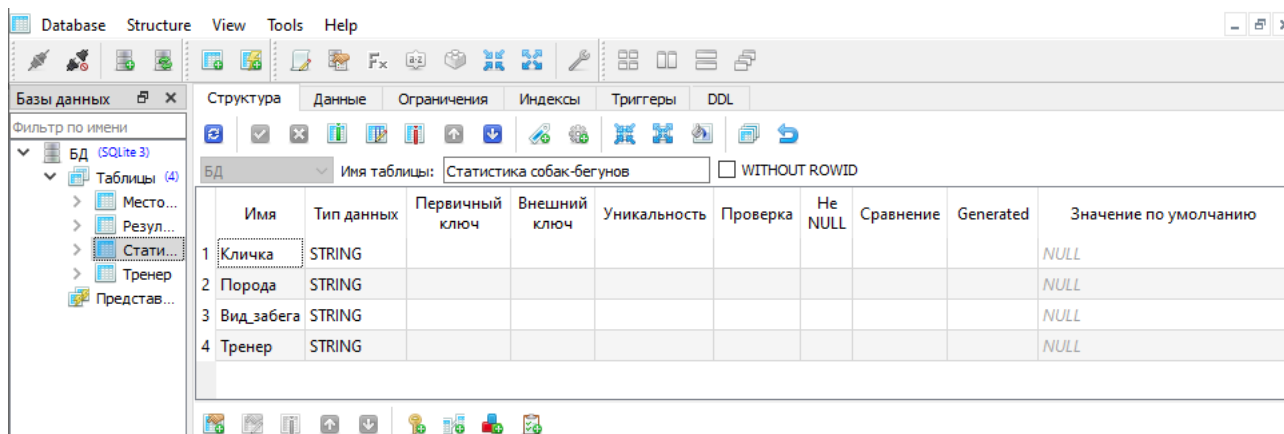 Database Structure View Tools Help
Базы данных
Структура Данные Ограничения Индексы Триггеры DDL
Фильтр по имени
БД (SQLite 3)
Таблицы (4)
Место...
Резул...
Стати...
Тренер
Представ...
БД Имя таблицы: Статистика собак-бегунов WITHOUT ROWID
Имя Тип данных Первичный ключ Внешний ключ Уникальность Проверка Не NULL Сравнение Generated Значение по умолчанию
1 Кличка STRING NULL
2 Порода STRING NULL
3 Вид_забега STRING NULL
4 Тренер STRING NULL